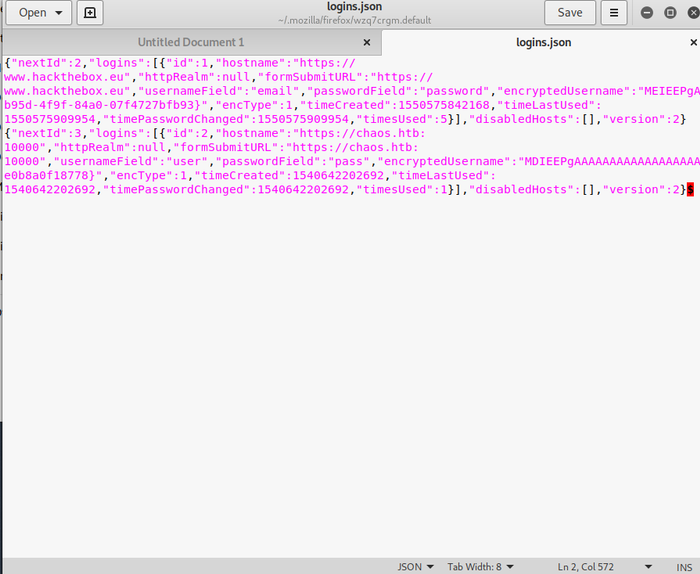 Open
logins.json
~/.mozilla/firefox/wzq7crgm.default
Save
Untitled Document 1
logins.json
{"nextId":2,"logins":[{"id":1,"hostname":"https://
www.hackthebox.eu","httpRealm":null,"formSubmitURL":"https://
www.hackthebox.eu","usernameField":"email","passwordField":"password","encryptedUsername":"MEIEEPgA
b95d-4f9f-84a0-07f4727bfb93}","encType":1,"timeCreated":1550575842168,"timeLastUsed":
1550575909954,"timePasswordChanged":1550575909954,"timesUsed":5}],"disabledHosts":[],"version":2}
{"nextId":3,"logins":[{"id":2,"hostname":"https://chaos.htb:
10000","httpRealm":null,"formSubmitURL":"https://chaos.htb:
10000","usernameField":"user","passwordField":"pass","encryptedUsername":"MDIEEPgAAAAAAAAAAAAAAAAAA
e0b8a0f18778}","encType":1,"timeCreated":1540642202692,"timeLastUsed":
1540642202692,"timePasswordChanged":1540642202692,"timesUsed":1}],"disabledHosts":[],"version":2}$
JSON
Tab Width: 8
Ln 2, Col 572
INS